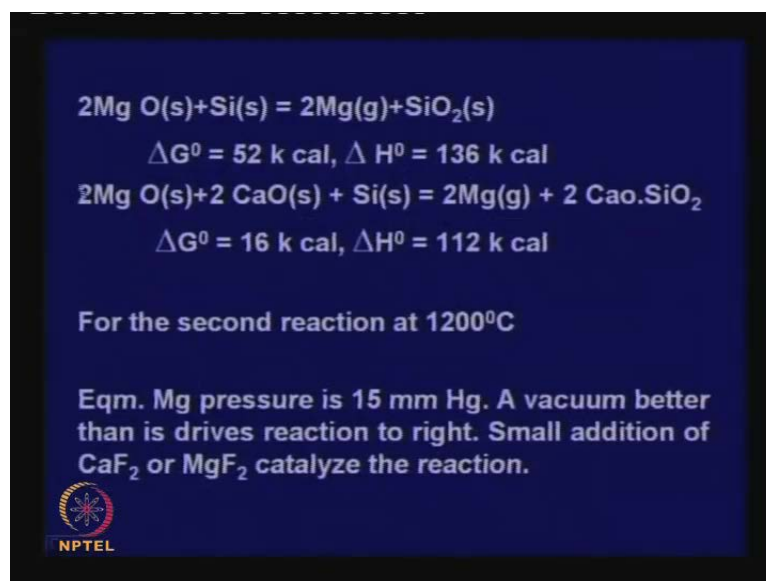 2Mg O(s)+Si(s) = 2Mg(g)+SiO₂(s)
ΔG⁰ = 52 k cal, Δ H⁰ = 136 k cal
2Mg O(s)+2 CaO(s) + Si(s) = 2Mg(g) + 2 Cao.SiO₂
ΔG⁰ = 16 k cal, ΔH⁰ = 112 k cal
For the second reaction at 1200⁰C
Eqm. Mg pressure is 15 mm Hg. A vacuum better
than is drives reaction to right. Small addition of
CaF₂ or MgF₂ catalyze the reaction.
NPTEL